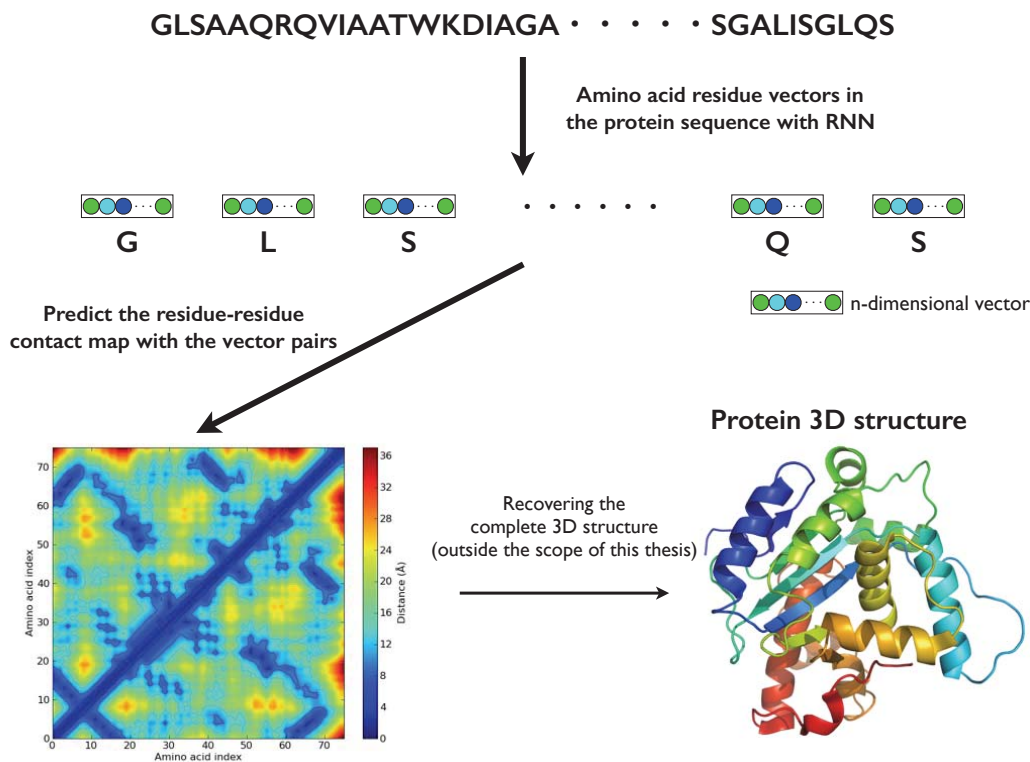 GLSAAQRQVIAATWKDIAGA · · · · · SGALISGLQS
Amino acid residue vectors in
the protein sequence with RNN
· · · · · ·
G L S Q S
n-dimensional vector
Predict the residue-residue
contact map with the vector pairs
Protein 3D structure
Recovering the
complete 3D structure
(outside the scope of this thesis)
Amino acid index
70
60
50
40
30
20
10
0
0 10 20 30 40 50 60 70
Amino acid index
36
32
28
24
20
16
12
8
4
0
Distance (Å)